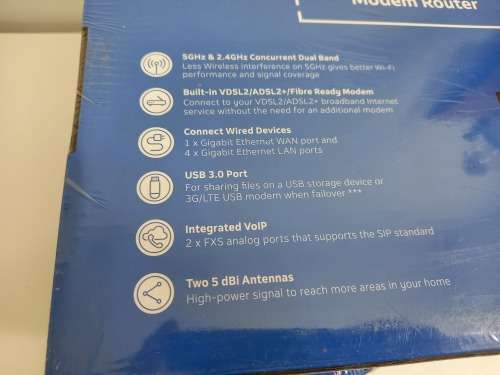 Modem Router
5GHz & 2.4GHz Concurrent Dual Band
Less Wireless interference on 5GHz gives better Wi-Fi
performance and signal coverage
Built-in VDSL2/ADSL2+/Fibre Ready Modem
Connect to your VDSL2/ADSL2+ broadband internet
service without the need for an additional modem
Connect Wired Devices
1 x Gigabit Ethernet WAN port and
4 x Gigabit Ethernet LAN ports
USB 3.0 Port
For sharing files on a USB storage device or
3G/LTE USB modem when failover ***
Integrated VoIP
2 x FXS analog ports that supports the SIP standard
Two 5 dBi Antennas
High-power signal to reach more areas in your home